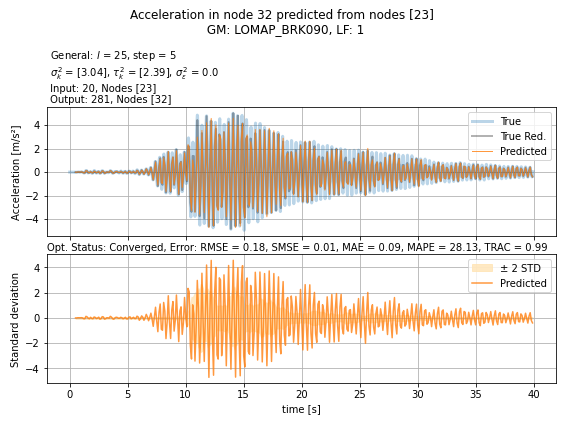 Acceleration in node 32 predicted from nodes [23]
GM: LOMAP_BRK090, LF: 1
General: l = 25, step = 5
σ²ₖ = [3.04], τ²ₖ = [2.39], σ²ε = 0.0
Input: 20, Nodes [23]
Output: 281, Nodes [32]
Acceleration [m/s²]
4
2
0
−2
−4
True
True Red.
Predicted
Opt. Status: Converged, Error: RMSE = 0.18, SMSE = 0.01, MAE = 0.09, MAPE = 28.13, TRAC = 0.99
Standard deviation
4
2
0
−2
−4
± 2 STD
Predicted
0 5 10 15 20 25 30 35 40
time [s]